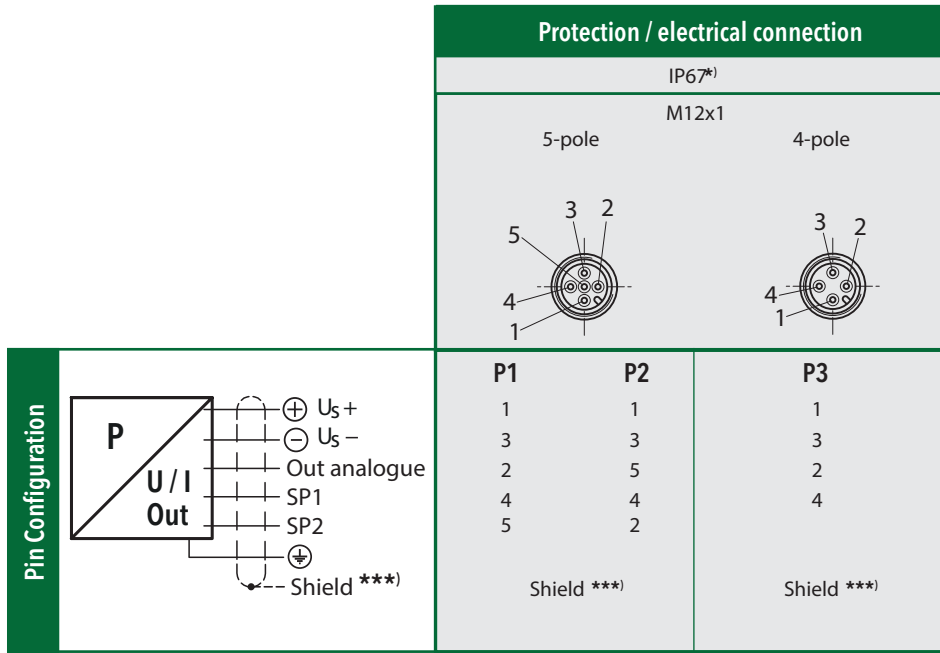 Protection / electrical connection
IP67*)
M12x1
5-pole 4-pole
3 2
5
4
1
3 2
4
1
Pin Configuration
P
U / I
Out
+ Us +
− Us −
Out analogue
SP1
SP2
Shield ***)
P1 P2 P3
1 1 1
3 3 3
2 5 2
4 4 4
5 2
Shield ***) Shield ***)